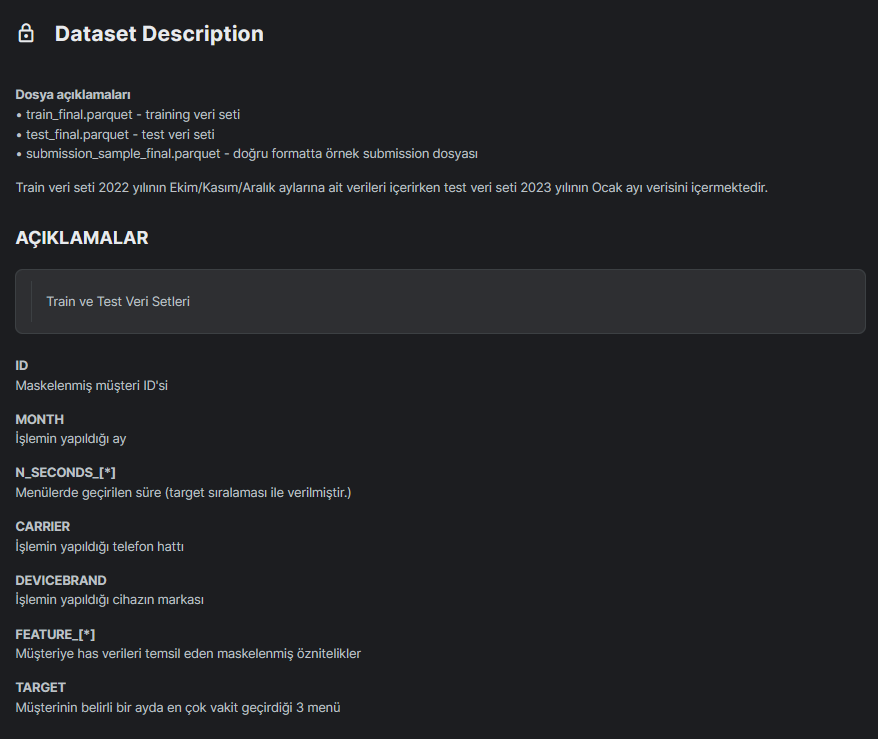 Dataset Description
Dosya açıklamaları
• train_final.parquet - training veri seti
• test_final.parquet - test veri seti
• submission_sample_final.parquet - doğru formatta örnek submission dosyası
Train veri seti 2022 yılının Ekim/Kasım/Aralık aylarına ait verileri içerirken test veri seti 2023 yılının Ocak ayı verisini içermektedir.
AÇIKLAMALAR
Train ve Test Veri Setleri
ID
Maskelenmiş müşteri ID'si
MONTH
İşlemin yapıldığı ay
N_SECONDS_[*]
Menülerde geçirilen süre (target sıralaması ile verilmiştir.)
CARRIER
İşlemin yapıldığı telefon hattı
DEVICEBRAND
İşlemin yapıldığı cihazın markası
FEATURE_[*]
Müşteriye has verileri temsil eden maskelenmiş öznitelikler
TARGET
Müşterinin belirli bir ayda en çok vakit geçirdiği 3 menü